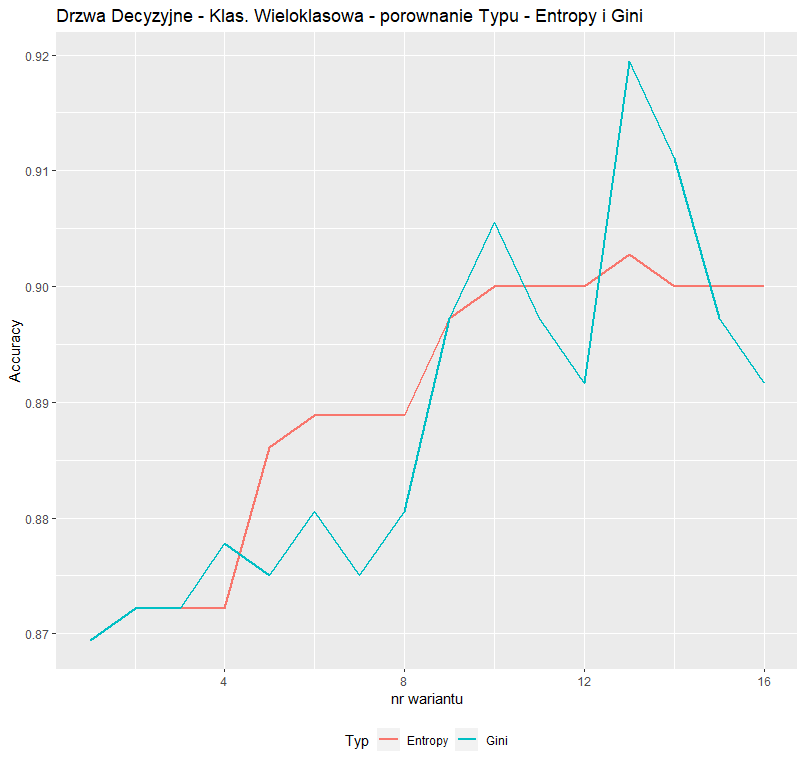 Drzwa Decyzyjne - Klas. Wieloklasowa - porownanie Typu - Entropy i Gini
0.92
0.91
0.90
0.89
0.88
0.87
Accuracy
4 8 12 16
nr wariantu
Typ Entropy Gini